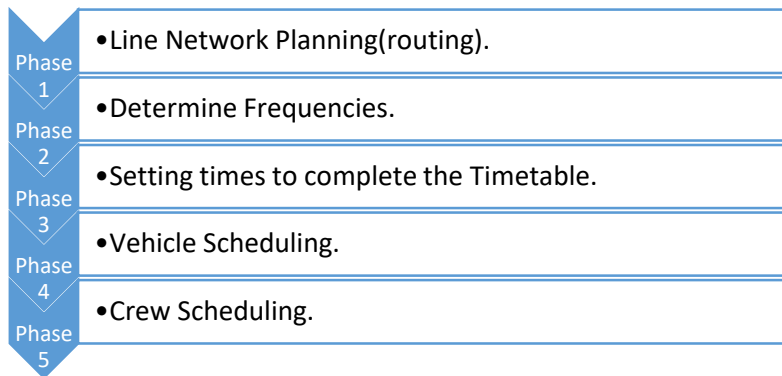 Phase
1
•Line Network Planning(routing).
Phase
2
•Determine Frequencies.
Phase
3
•Setting times to complete the Timetable.
Phase
4
•Vehicle Scheduling.
Phase
5
•Crew Scheduling.